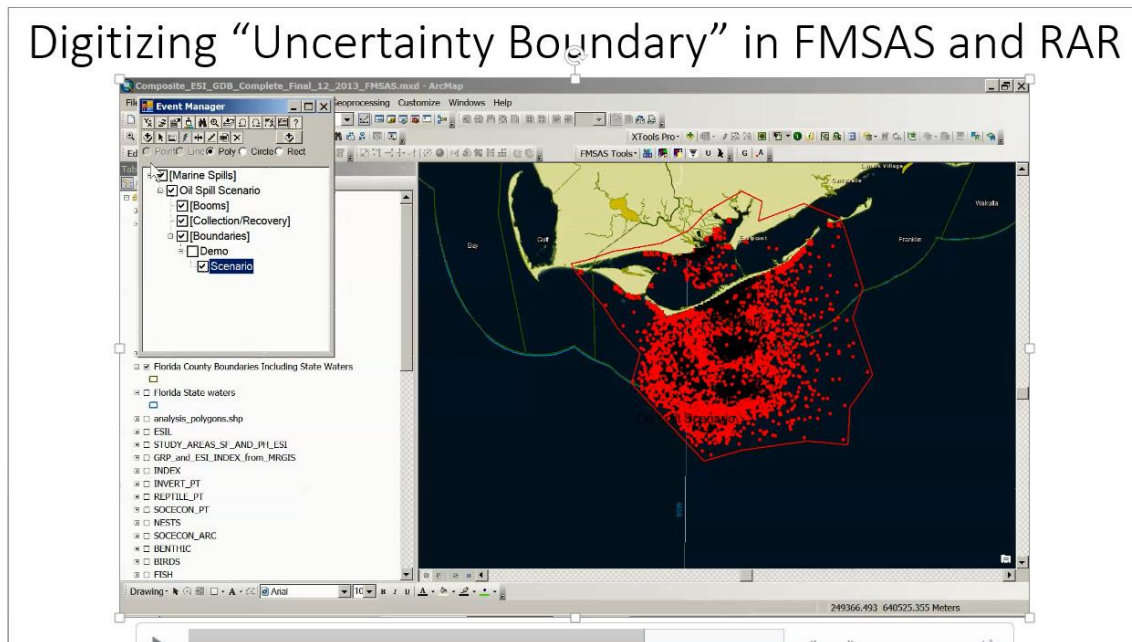 Digitizing “Uncertainty Boundary” in FMSAS and RAR
Composite_ESI_GDB_Complete_Final_12_2013_FMSAS.mxd - ArcMap
Event Manager
Geoprocessing Customize Windows Help
Point Line Poly Circle Rect
XTools Pro
FMSAS Tools
[Marine Spills]
Oil Spill Scenario
[Booms]
[Collection/Recovery]
[Boundaries]
Demo
Scenario
Florida County Boundaries Including State Waters
Florida State waters
analysis_polygons.shp
ESIL
STUDY_AREAS_SF_AND_PH_ESI
GRP_and_ESI_INDEX_from_MRGIS
INDEX
INVERT_PT
REPTILE_PT
SOCECON_PT
NESTS
SOCECON_ARC
BENTHIC
BIRDS
FISH
Bay
Gulf
Franklin
Wakulla
Drawing
Arial
10
B I U A
249366.493 640525.355 Meters